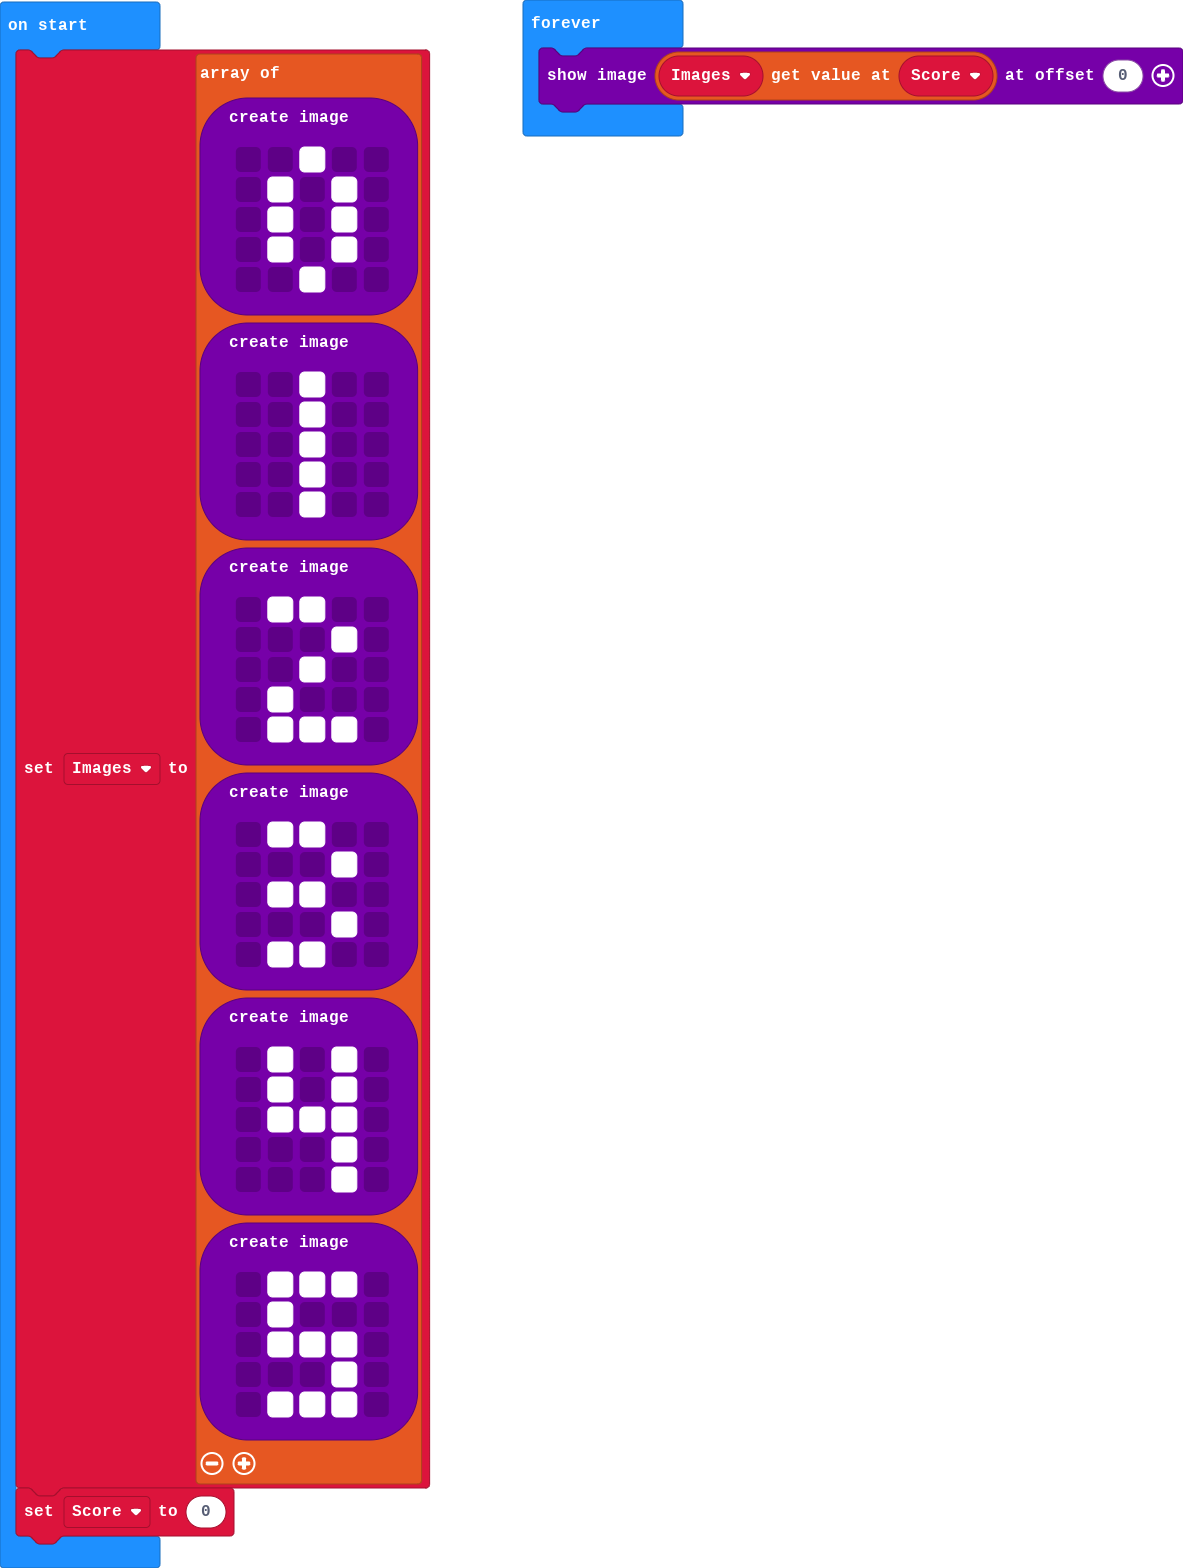 on start
array of
create image
create image
create image
set Images to
create image
create image
create image
set Score to 0
forever
show image Images get value at Score at offset 0